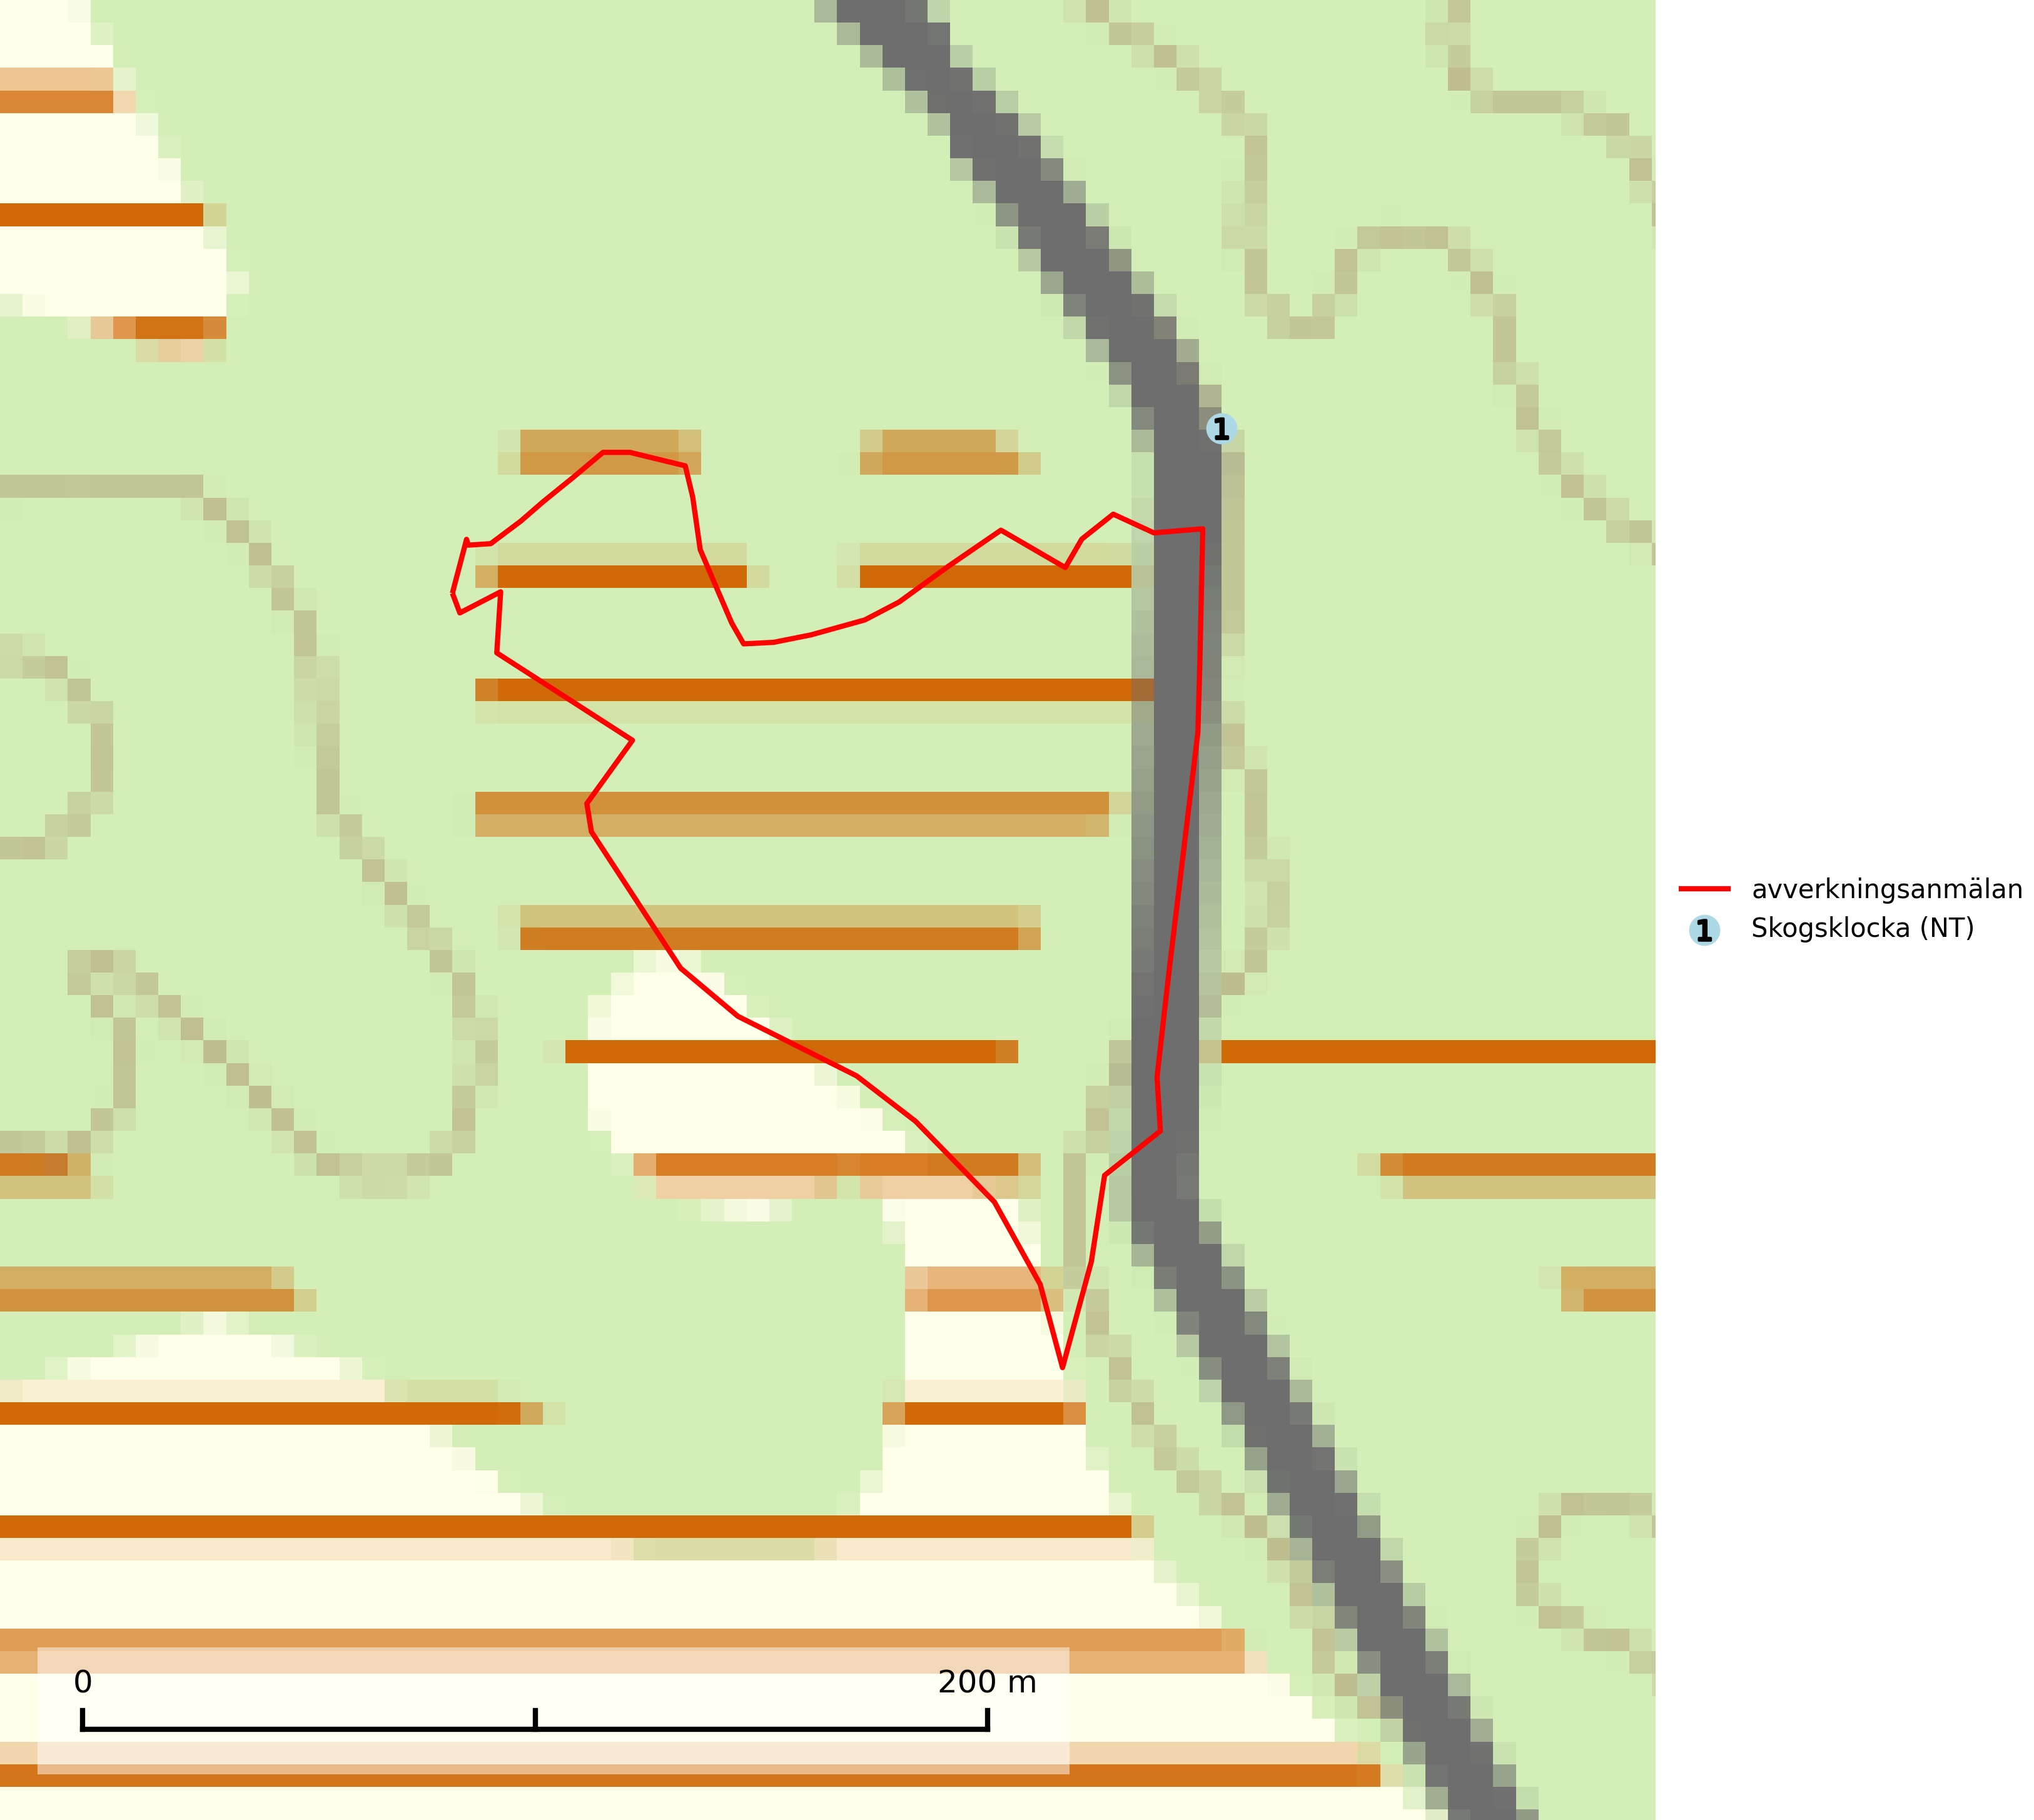 1
avverkningsanmälan
1 Skogsklocka (NT)
0 200 m